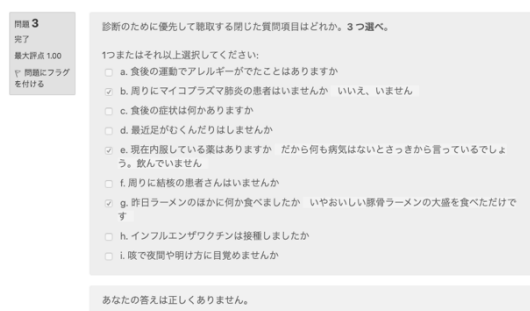 問題 3
完了
最大評点 1.00
問題にフラグ
を付ける
診断のために優先して聴取する閉じた質問項目はどれか。3 つ選べ。
1つまたはそれ以上選択してください:
a. 食後の運動でアレルギーがでたことはありますか
b. 周りにマイコプラズマ肺炎の患者はいませんか いいえ、いません
c. 食後の症状は何かありますか
d. 最近足がむくんだりはしませんか
e. 現在内服している薬はありますか だから何も病気はないとさっきから言っているでしょ
う。飲んでいません
f. 周りに結核の患者さんはいませんか
g. 昨日ラーメンのほかに何か食べましたか いやおいしい豚骨ラーメンの大盛を食べただけで
す
h. インフルエンザワクチンは接種しましたか
i. 咳で夜間や明け方に目覚めませんか
あなたの答えは正しくありません。